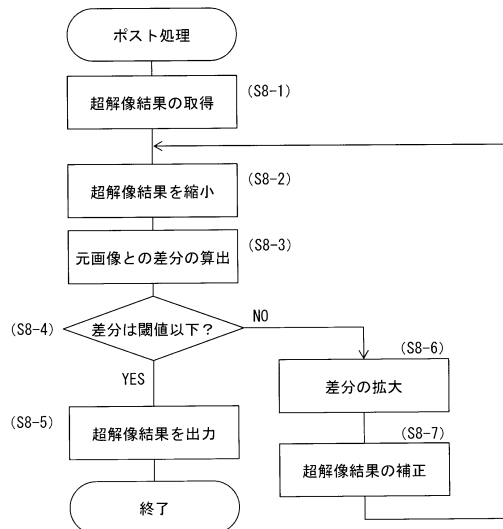 ポスト処理
超解像結果の取得
(S8-1)
超解像結果を縮小
(S8-2)
元画像との差分の算出
(S8-3)
(S8-4)
差分は閾値以下？
NO
YES
(S8-5)
超解像結果を出力
(S8-6)
差分の拡大
(S8-7)
超解像結果の補正
終了